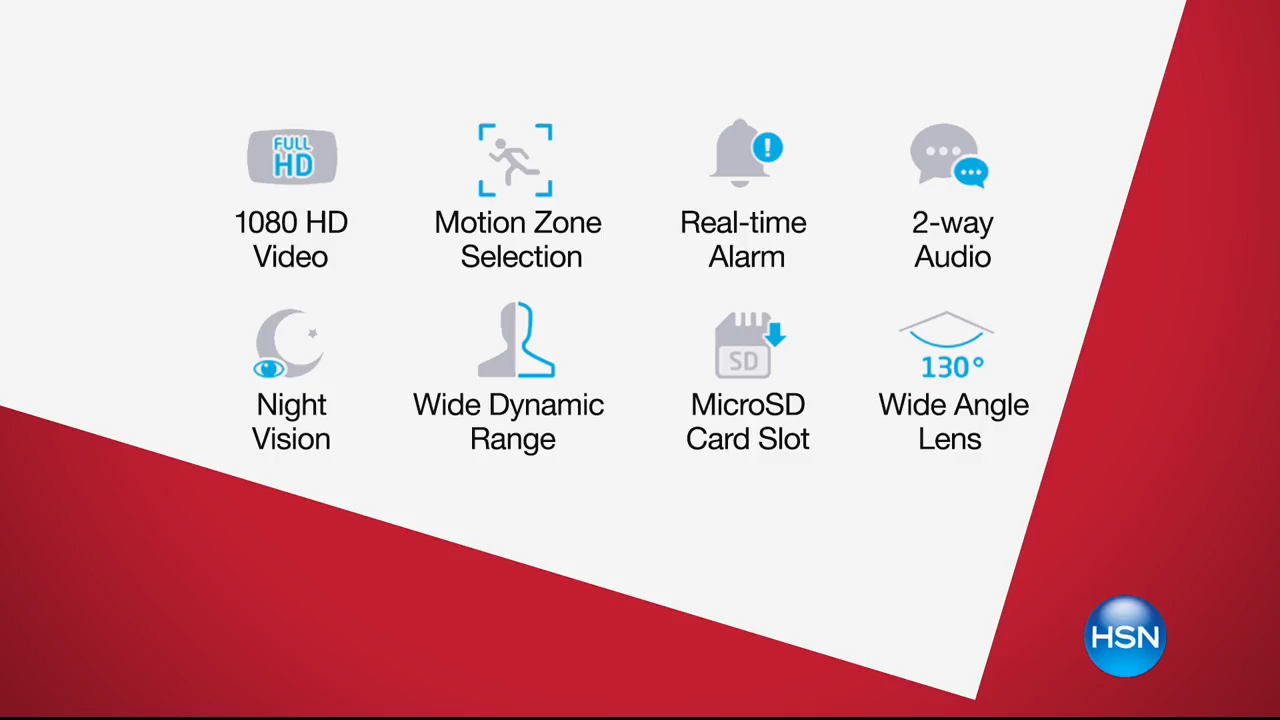 FULL
HD
1080 HD
Video
Motion Zone
Selection
!
Real-time
Alarm
2-way
Audio
Night
Vision
Wide Dynamic
Range
SD
MicroSD
Card Slot
130°
Wide Angle
Lens
HSN